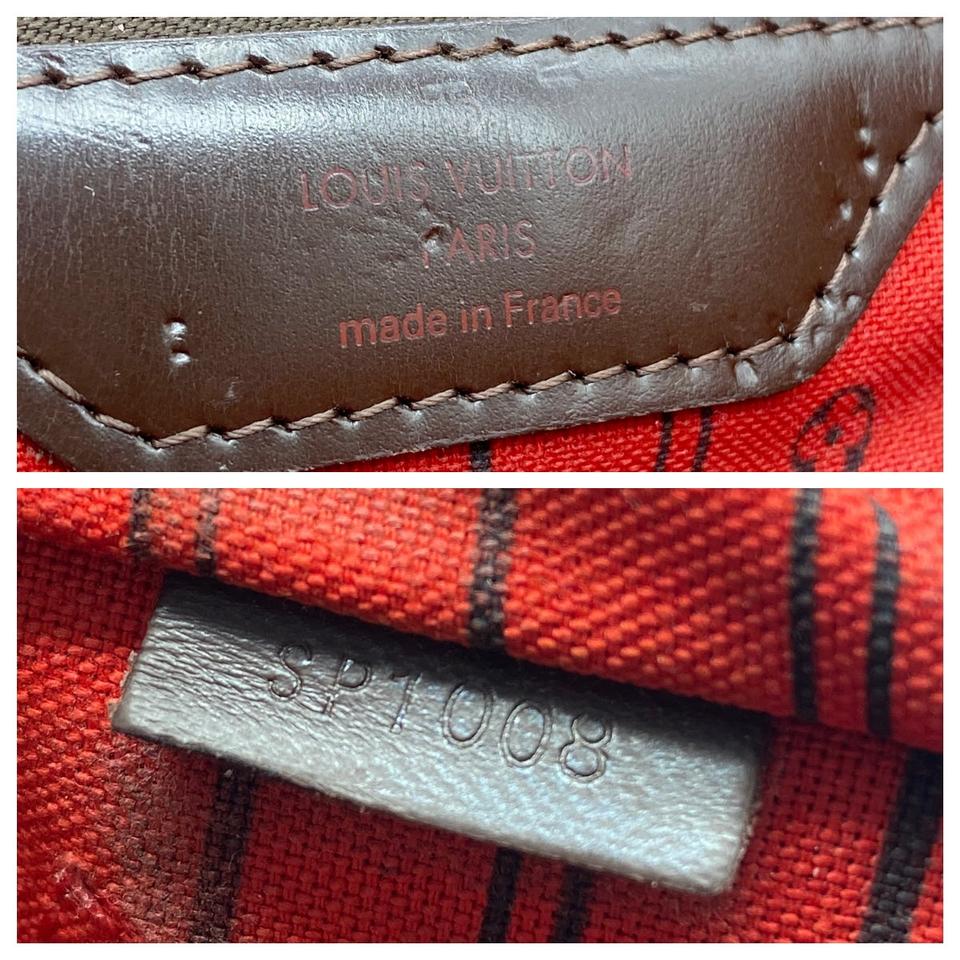 LOUIS VUITTON
PARIS
made in France
SP1008